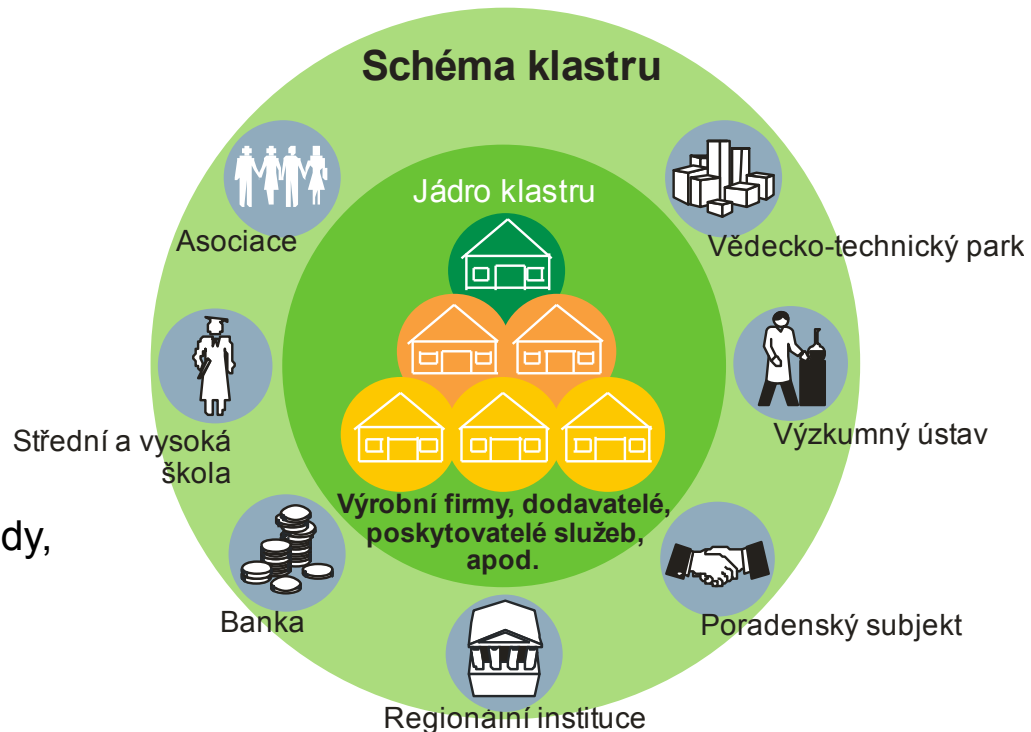 Schéma klastru
Jádro klastru
Asociace
Vědecko-technický park
Střední a vysoká
škola
Výzkumný ústav
Výrobní firmy, dodavatelé,
poskytovatelé služeb,
apod.
dy,
Banka
Poradenský subjekt
Regionální instituce